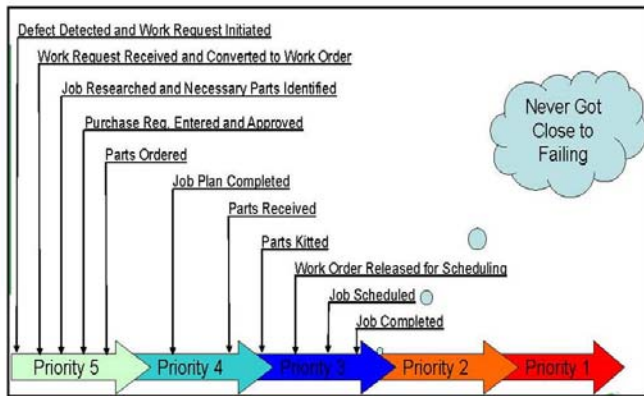 Defect Detected and Work Request Initiated
Work Request Received and Converted to Work Order
Job Researched and Necessary Parts Identified
Purchase Req. Entered and Approved
Parts Ordered
Job Plan Completed
Parts Received
Parts Kitted
Work Order Released for Scheduling
Job Scheduled
Job Completed
Never Got
Close to
Failing
Priority 5
Priority 4
Priority 3
Priority 2
Priority 1